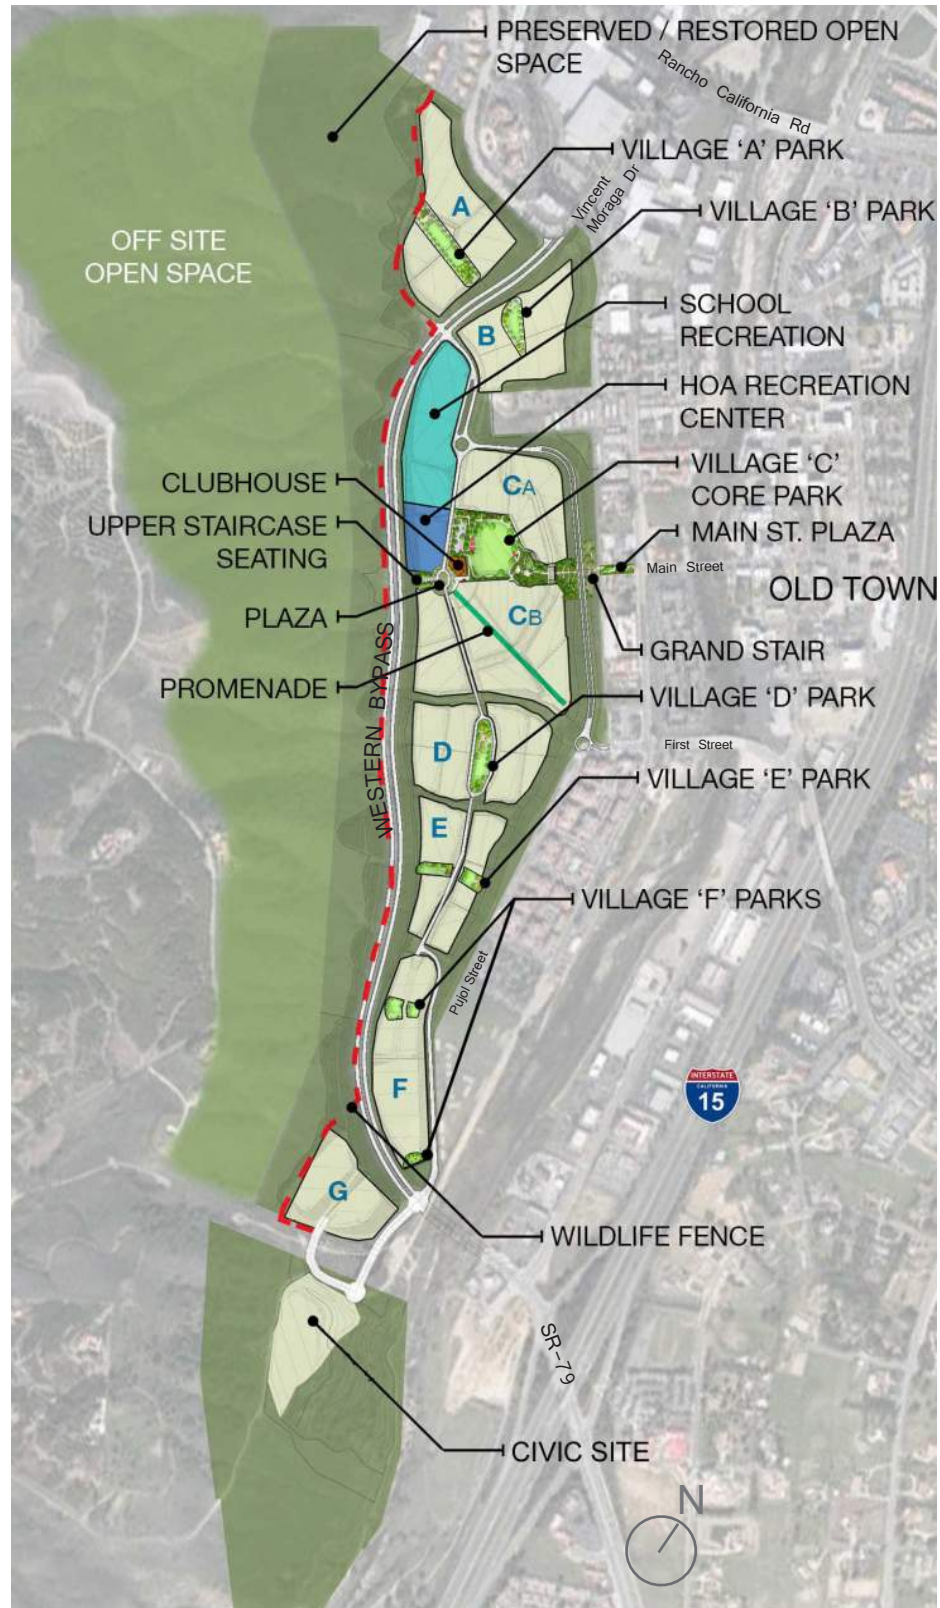 PRESERVED / RESTORED OPEN
SPACE
Rancho California Rd
VILLAGE ‘A’ PARK
A
Vincent
Moraga Dr
VILLAGE ‘B’ PARK
OFF SITE
OPEN SPACE
SCHOOL
RECREATION
B
HOA RECREATION
CENTER
CLUBHOUSE
VILLAGE ‘C’
CORE PARK
CA
UPPER STAIRCASE
SEATING
MAIN ST. PLAZA
Main Street
OLD TOWN
PLAZA
CB
GRAND STAIR
WESTERN BYPASS
PROMENADE
VILLAGE ‘D’ PARK
D
First Street
VILLAGE ‘E’ PARK
E
VILLAGE ‘F’ PARKS
Pujol Street
F
INTERSTATE
CALIFORNIA
15
G
WILDLIFE FENCE
SR-79
CIVIC SITE
N